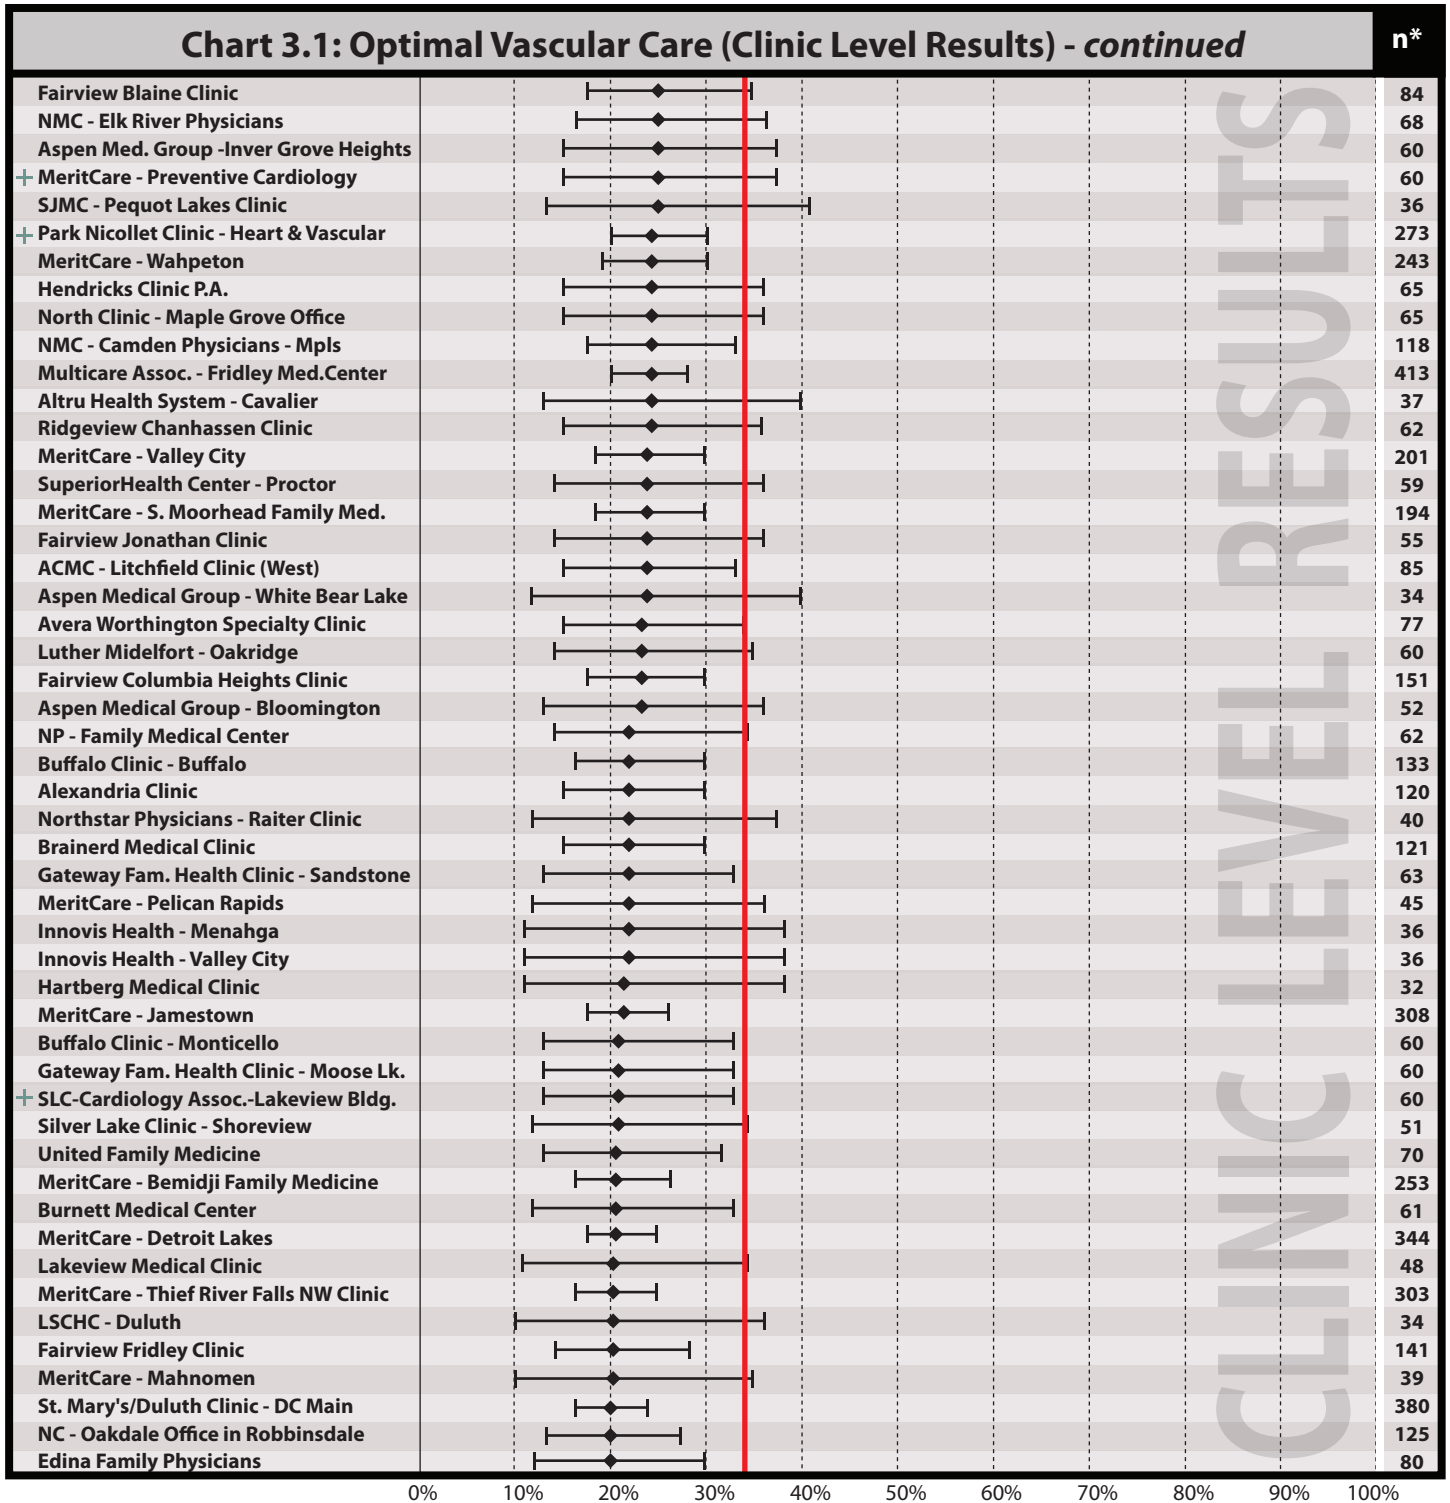 Chart 3.1: Optimal Vascular Care (Clinic Level Results) - continued n*
Fairview Blaine Clinic 84
NMC - Elk River Physicians 68
Aspen Med. Group -Inver Grove Heights 60
+ MeritCare - Preventive Cardiology 60
SJMC - Pequot Lakes Clinic 36
+ Park Nicollet Clinic - Heart & Vascular 273
MeritCare - Wahpeton 243
Hendricks Clinic P.A. 65
North Clinic - Maple Grove Office 65
NMC - Camden Physicians - Mpls 118
Multicare Assoc. - Fridley Med.Center 413
Altru Health System - Cavalier 37
Ridgeview Chanhassen Clinic 62
MeritCare - Valley City 201
SuperiorHealth Center - Proctor 59
MeritCare - S. Moorhead Family Med. 194
Fairview Jonathan Clinic 55
ACMC - Litchfield Clinic (West) 85
Aspen Medical Group - White Bear Lake 34
Avera Worthington Specialty Clinic 77
Luther Midelfort - Oakridge 60
Fairview Columbia Heights Clinic 151
Aspen Medical Group - Bloomington 52
NP - Family Medical Center 62
Buffalo Clinic - Buffalo 133
Alexandria Clinic 120
Northstar Physicians - Raiter Clinic 40
Brainerd Medical Clinic 121
Gateway Fam. Health Clinic - Sandstone 63
MeritCare - Pelican Rapids 45
Innovis Health - Menahga 36
Innovis Health - Valley City 36
Hartberg Medical Clinic 32
MeritCare - Jamestown 308
Buffalo Clinic - Monticello 60
Gateway Fam. Health Clinic - Moose Lk. 60
+ SLC-Cardiology Assoc.-Lakeview Bldg. 60
Silver Lake Clinic - Shoreview 51
United Family Medicine 70
MeritCare - Bemidji Family Medicine 253
Burnett Medical Center 61
MeritCare - Detroit Lakes 344
Lakeview Medical Clinic 48
MeritCare - Thief River Falls NW Clinic 303
LSCHC - Duluth 34
Fairview Fridley Clinic 141
MeritCare - Mahnomen 39
St. Mary's/Duluth Clinic - DC Main 380
NC - Oakdale Office in Robbinsdale 125
Edina Family Physicians 80
0% 10% 20% 30% 40% 50% 60% 70% 80% 90% 100%
CLINIC LEVEL RESULTS